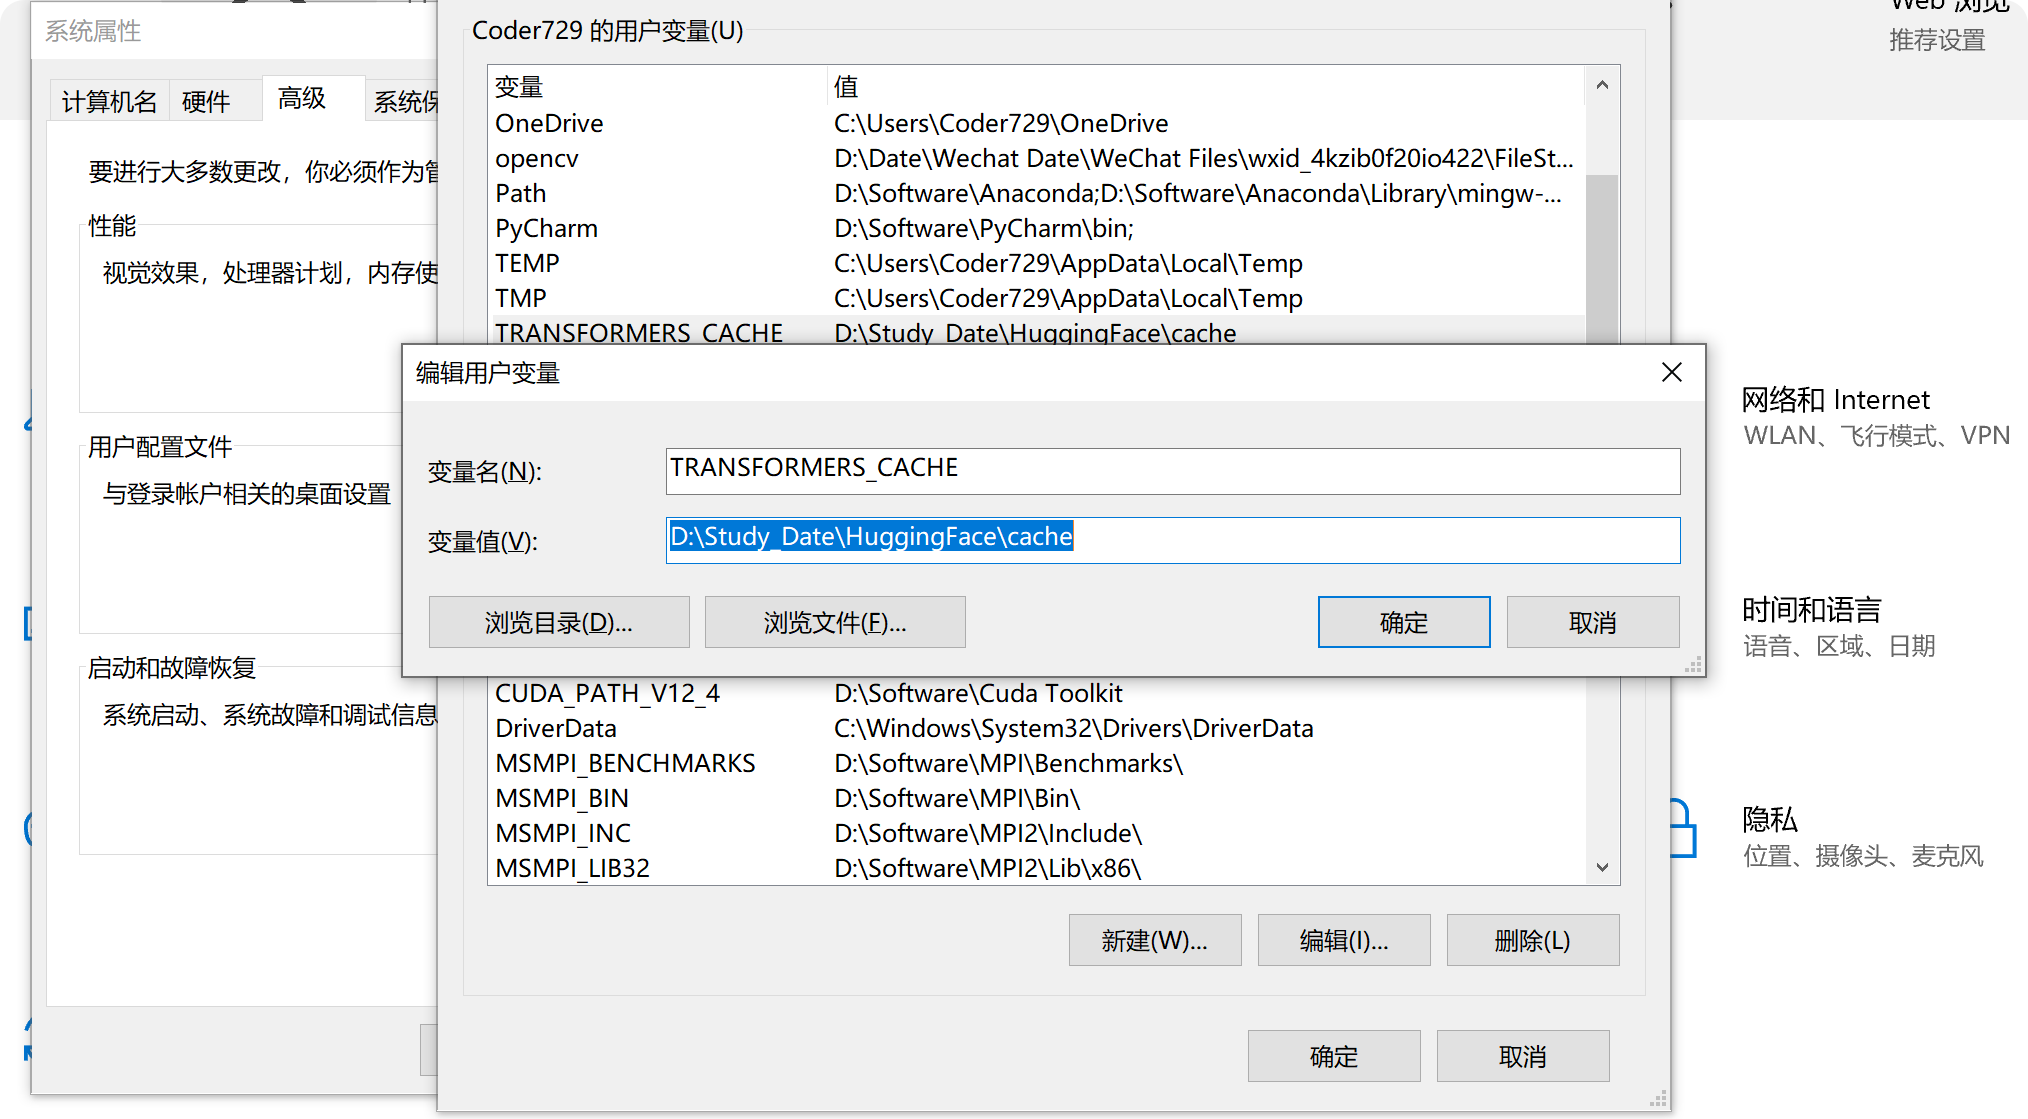 系统属性
计算机名
硬件
高级
系统保
要进行大多数更改，你必须作为管
性能
视觉效果，处理器计划，内存使
用户配置文件
与登录帐户相关的桌面设置
启动和故障恢复
系统启动、系统故障和调试信息
Coder729 的用户变量(U)
变量 值
OneDrive C:\Users\Coder729\OneDrive
opencv D:\Date\Wechat Date\WeChat Files\wxid_4kzib0f20io422\FileSt...
Path D:\Software\Anaconda;D:\Software\Anaconda\Library\mingw-...
PyCharm D:\Software\PyCharm\bin;
TEMP C:\Users\Coder729\AppData\Local\Temp
TMP C:\Users\Coder729\AppData\Local\Temp
TRANSFORMERS_CACHE D:\Study_Date\HuggingFace\cache
编辑用户变量
变量名(N): TRANSFORMERS_CACHE
变量值(V): D:\Study_Date\HuggingFace\cache
浏览目录(D)... 浏览文件(F)... 确定 取消
CUDA_PATH_V12_4 D:\Software\Cuda Toolkit
DriverData C:\Windows\System32\Drivers\DriverData
MSMPI_BENCHMARKS D:\Software\MPI\Benchmarks\
MSMPI_BIN D:\Software\MPI\Bin\
MSMPI_INC D:\Software\MPI2\Include\
MSMPI_LIB32 D:\Software\MPI2\Lib\x86\
新建(W)... 编辑(I)... 删除(L)
确定 取消
Web 浏览
推荐设置
网络和 Internet
WLAN、飞行模式、VPN
时间和语言
语音、区域、日期
隐私
位置、摄像头、麦克风